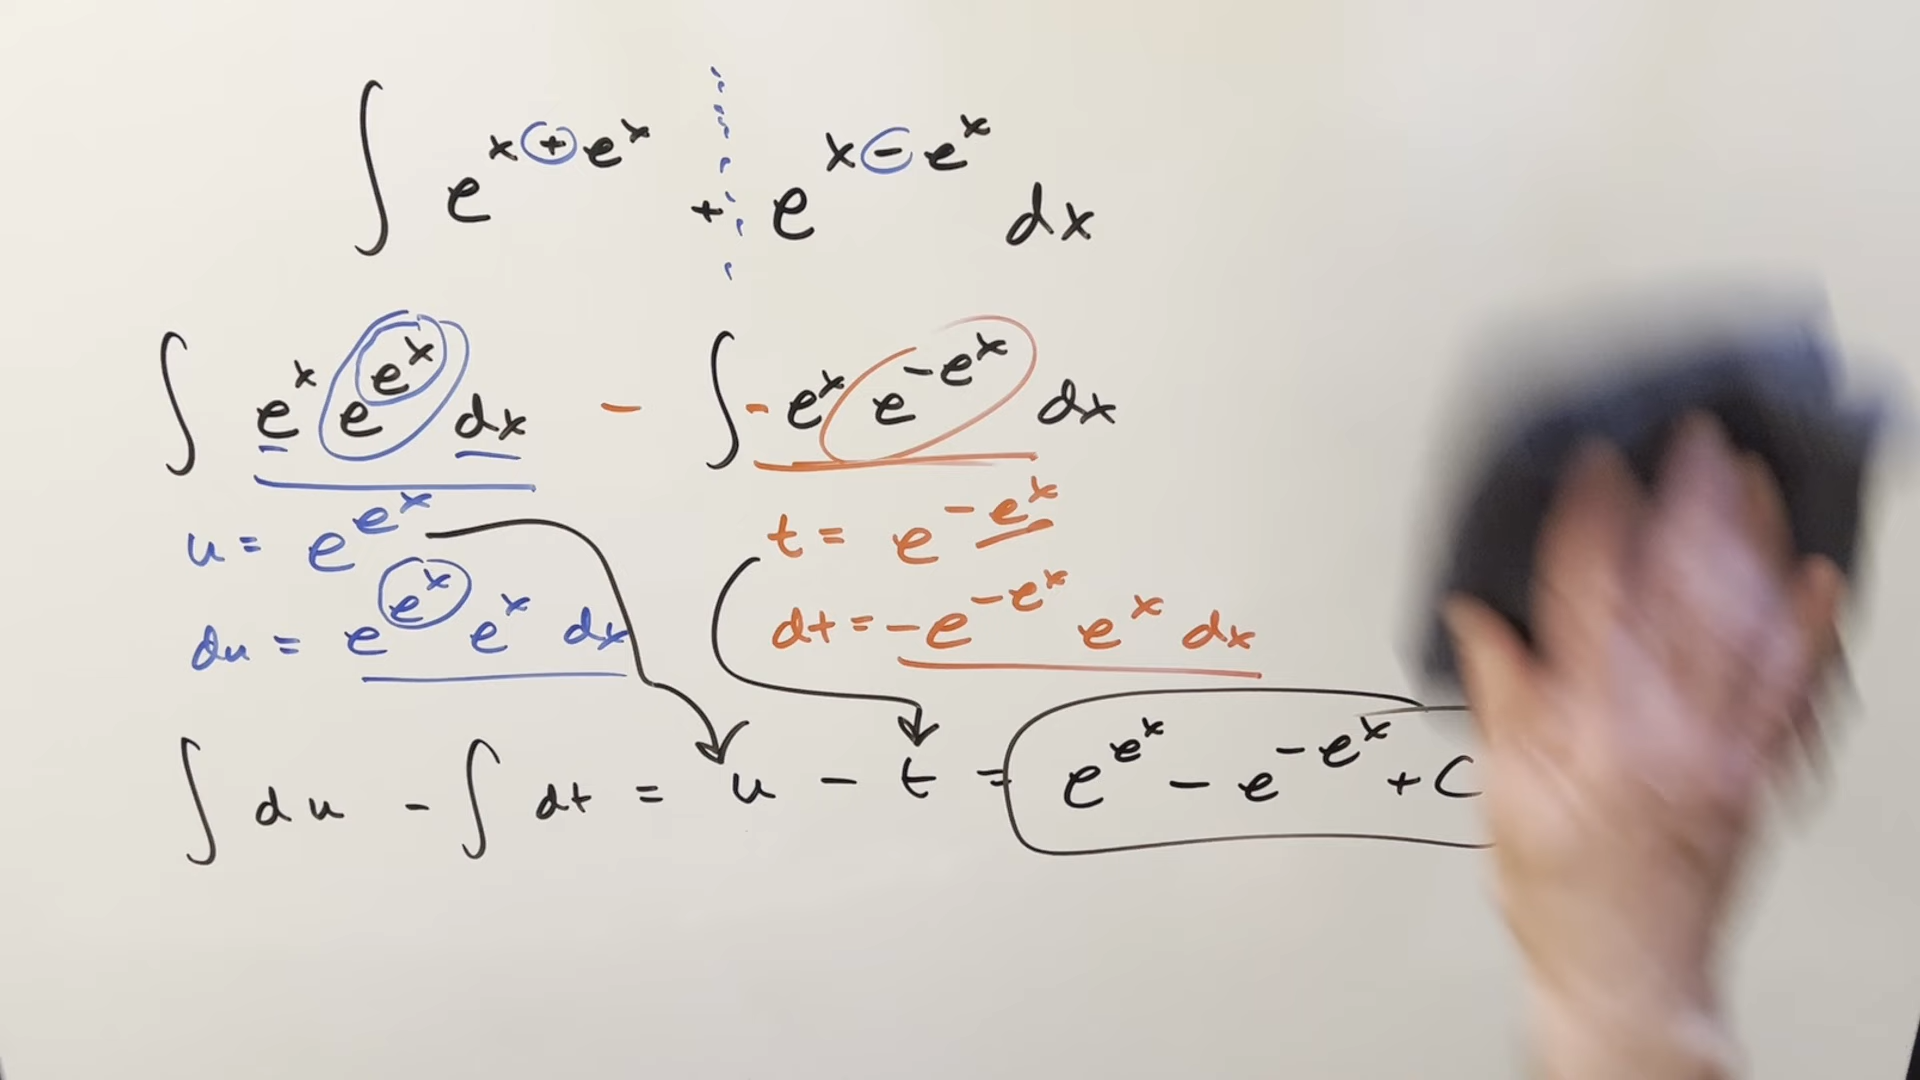 ∫ e^{x+e^x} + e^{x-e^x} dx
∫ e^x e^{e^x} dx - ∫ -e^x e^{-e^x} dx
u = e^{e^x} t = e^{-e^x}
du = e^{e^x} e^x dx dt = -e^{-e^x} e^x dx
∫ du - ∫ dt = u - t = e^{e^x} - e^{-e^x} + C